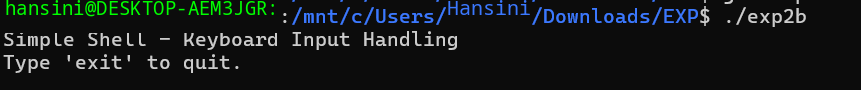 hansini@DESKTOP-AEM3JGR::/mnt/c/Users/Hansini/Downloads/EXP$ ./exp2b
Simple Shell - Keyboard Input Handling
Type 'exit' to quit.